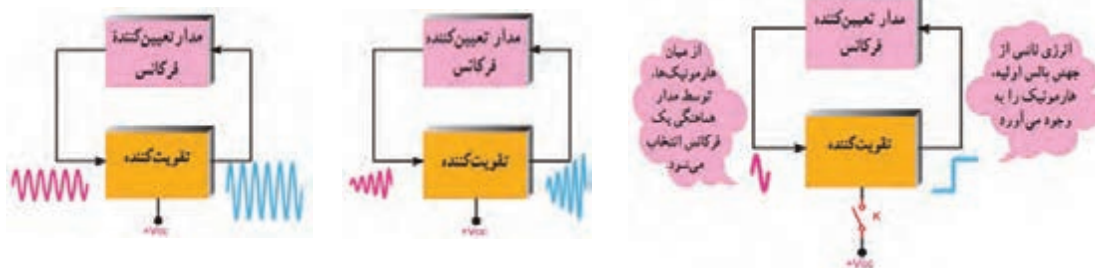 مدار تعیین‌کننده
فرکانس
انرژی ناشی از
جهش پالس اولیه،
هارمونیک را به
وجود می‌آورد
از میان
هارمونیک‌ها،
توسط مدار
هماهنگی یک
فرکانس انتخاب
می‌شود.
تقویت‌کننده
K
+Vcc
مدار تعیین‌کننده
فرکانس
تقویت‌کننده
+Vcc
مدار تعیین‌کنندهٔ
فرکانس
تقویت‌کننده
+Vcc